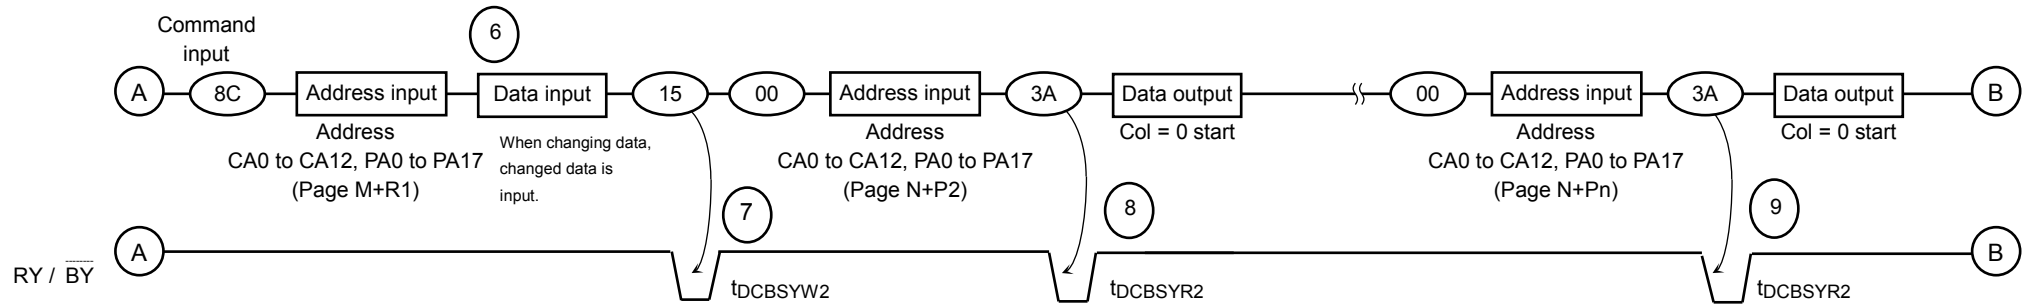 Command
input
6
A 8C Address input Data input 15 00 Address input 3A Data output 00 Address input 3A Data output B
Address
CA0 to CA12, PA0 to PA17
(Page M+R1)
When changing data,
changed data is
input.
Address
CA0 to CA12, PA0 to PA17
(Page N+P2)
Col = 0 start
Address
CA0 to CA12, PA0 to PA17
(Page N+Pn)
Col = 0 start
7
8
9
A
B
RY / BY
tDCBSYW2
tDCBSYR2
tDCBSYR2